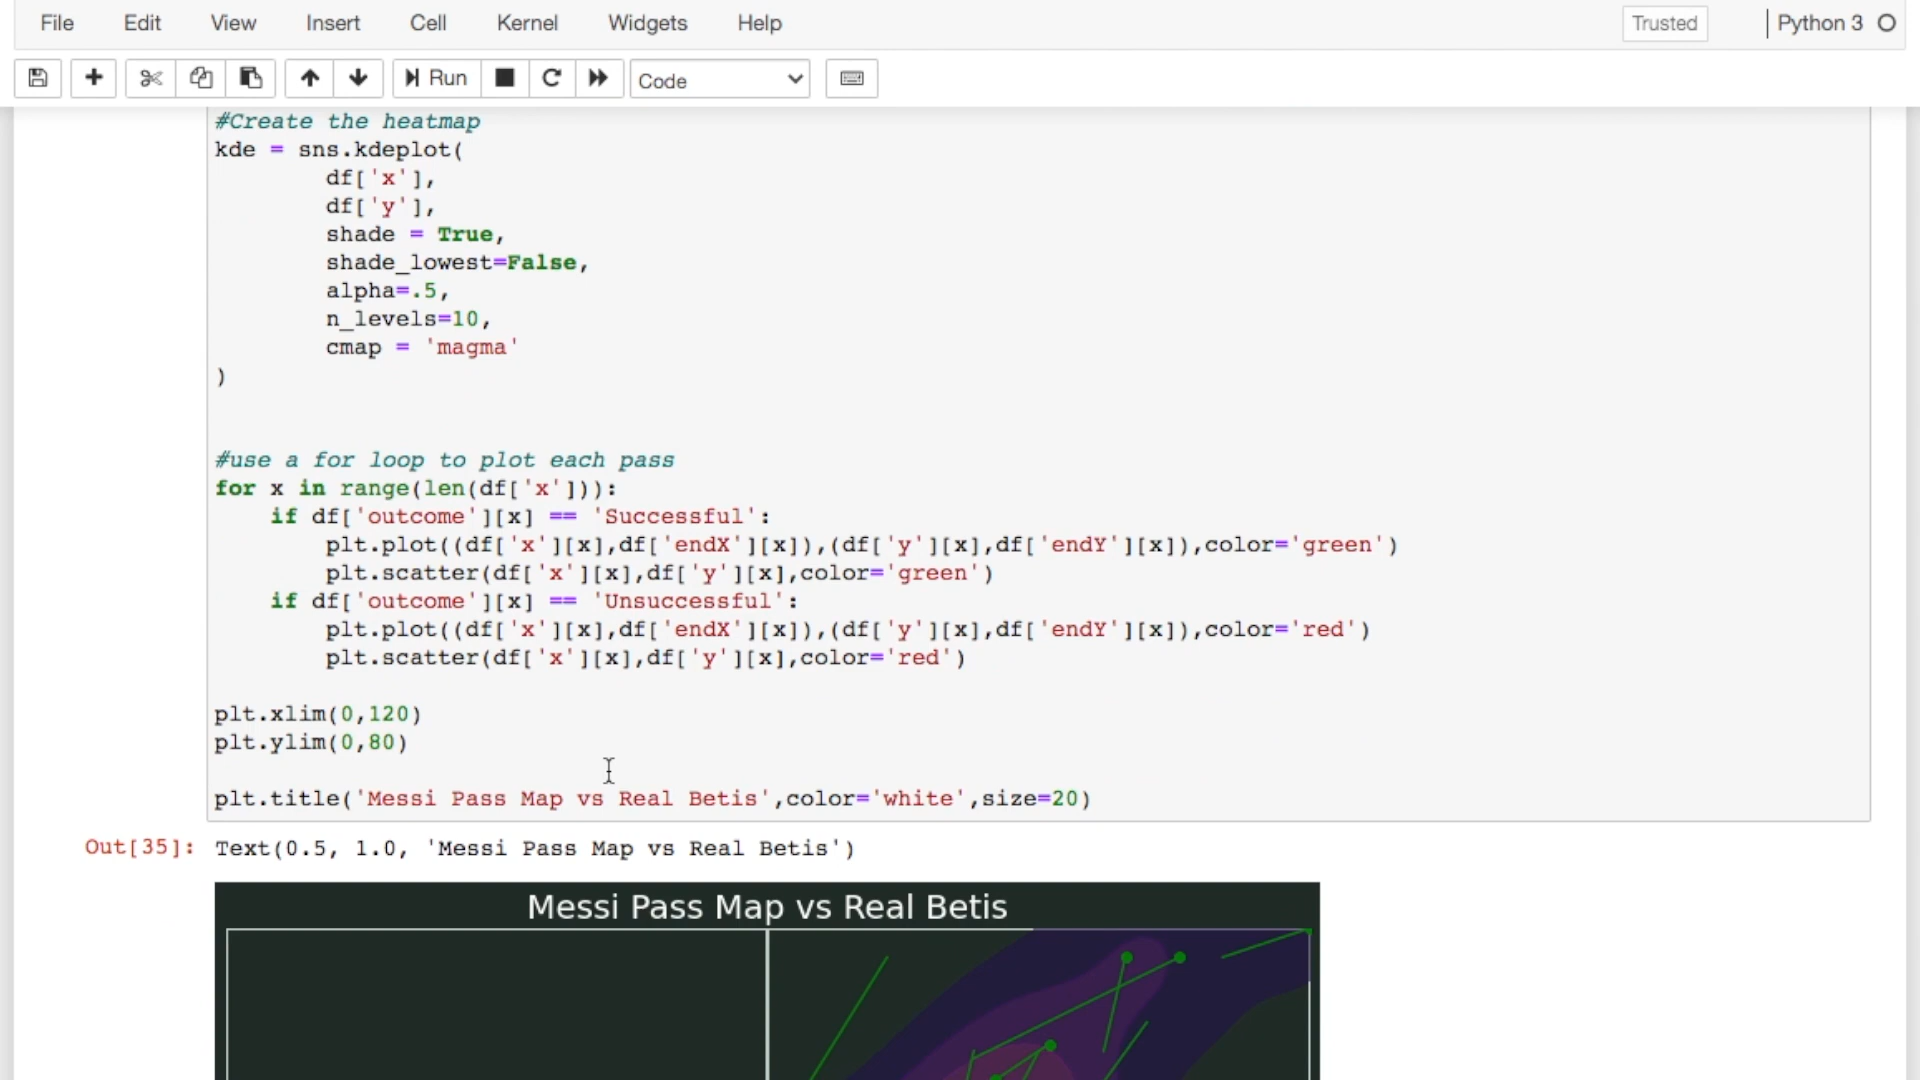 File Edit View Insert Cell Kernel Widgets Help Trusted Python 3
Run Code
#Create the heatmap
kde = sns.kdeplot(
        df['x'],
        df['y'],
        shade = True,
        shade_lowest=False,
        alpha=.5,
        n_levels=10,
        cmap = 'magma'
)
#use a for loop to plot each pass
for x in range(len(df['x'])):
    if df['outcome'][x] == 'Successful':
        plt.plot((df['x'][x],df['endX'][x]),(df['y'][x],df['endY'][x]),color='green')
        plt.scatter(df['x'][x],df['y'][x],color='green')
    if df['outcome'][x] == 'Unsuccessful':
        plt.plot((df['x'][x],df['endX'][x]),(df['y'][x],df['endY'][x]),color='red')
        plt.scatter(df['x'][x],df['y'][x],color='red')
plt.xlim(0,120)
plt.ylim(0,80)
plt.title('Messi Pass Map vs Real Betis',color='white',size=20)
Out[35]: Text(0.5, 1.0, 'Messi Pass Map vs Real Betis')
Messi Pass Map vs Real Betis